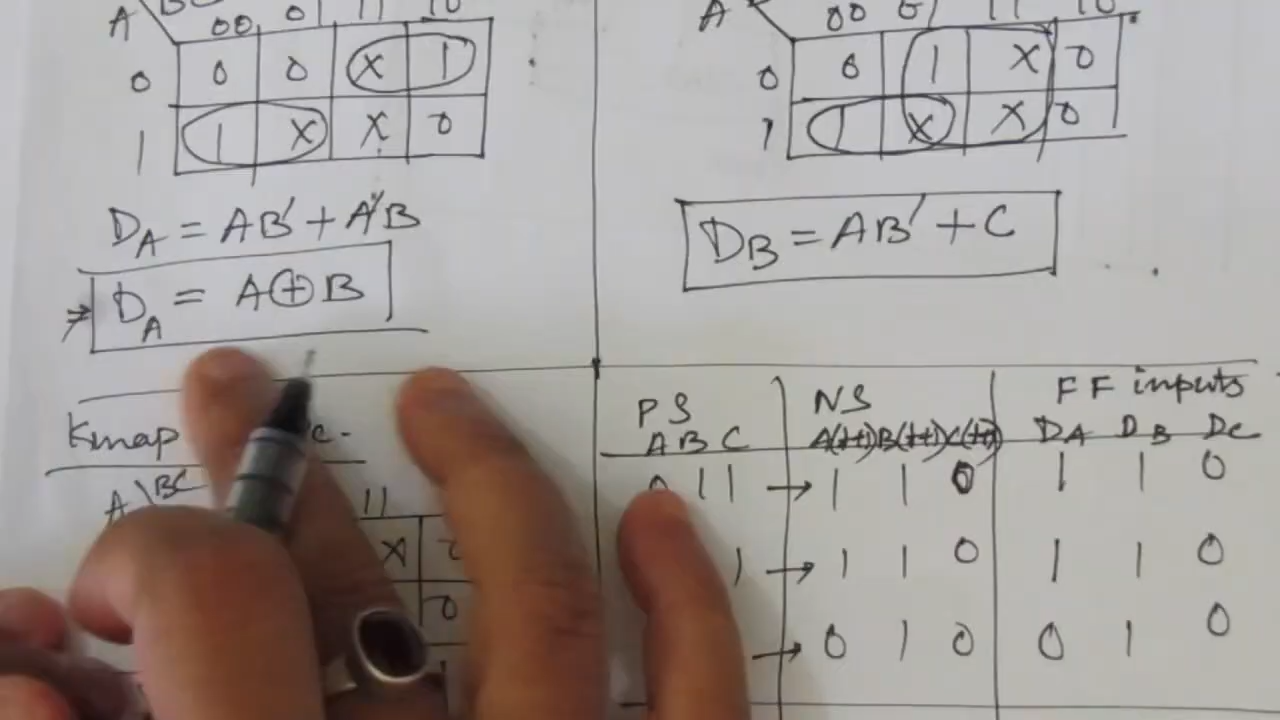 A \ BC 00 01 11 10
0 0 0 X 1
1 1 X X 0
DA = AB' + A'B
⇒ DA = A⊕B
A 00 01 11 10
0 0 1 X 0
1 1 X X 0
DB = AB' + C
Kmap c.
A\BC 11
X
0
PS NS FF inputs
A B C A(t+1) B(t+1) C(t+1) DA DB DC
0 1 1 → 1 1 0 1 1 0
1 → 1 1 0 1 1 0
→ 0 1 0 0 1 0